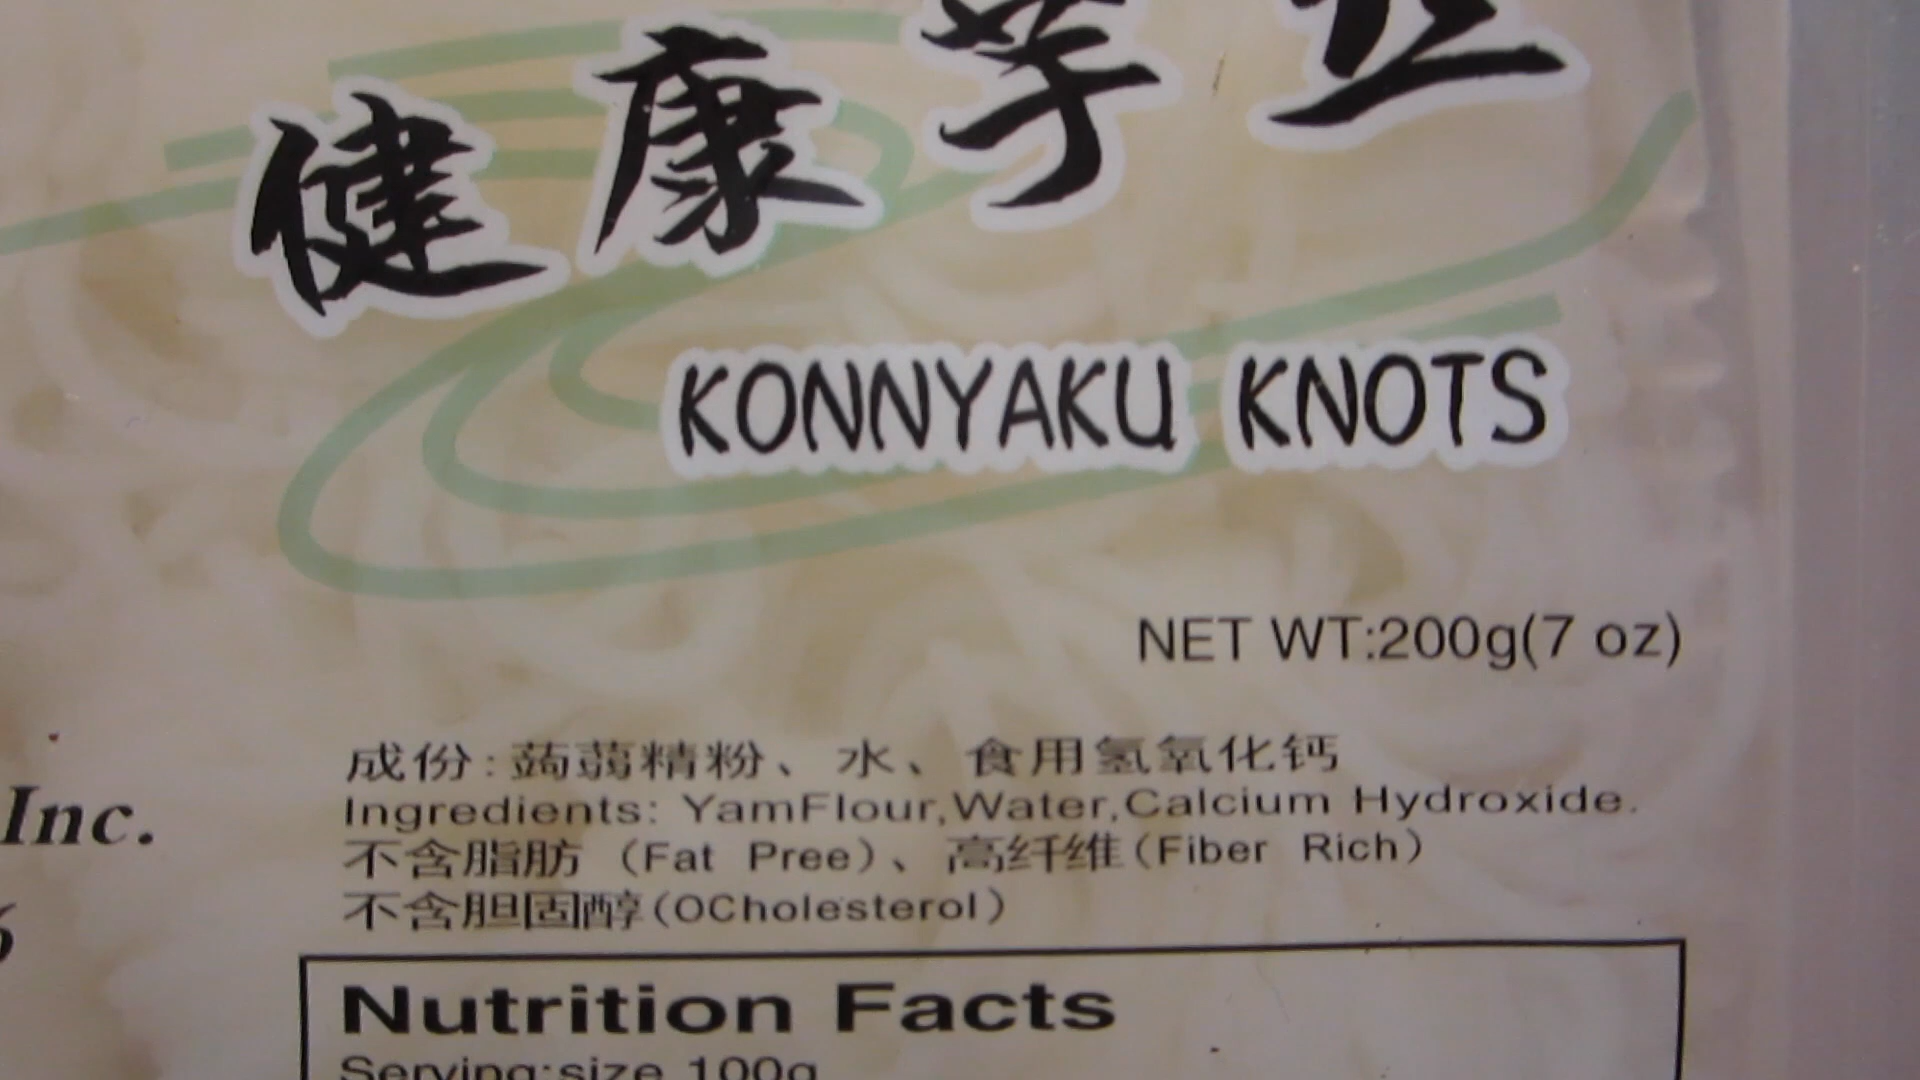 健康芋丝
KONNYAKU KNOTS
NET WT:200g(7 oz)
成份:蒟蒻精粉、水、食用氢氧化钙
Inc.
Ingredients: YamFlour,Water,Calcium Hydroxide.
不含脂肪 (Fat Pree)、高纤维(Fiber Rich)
不含胆固醇(OCholesterol)
Nutrition Facts
Serving:size 100g